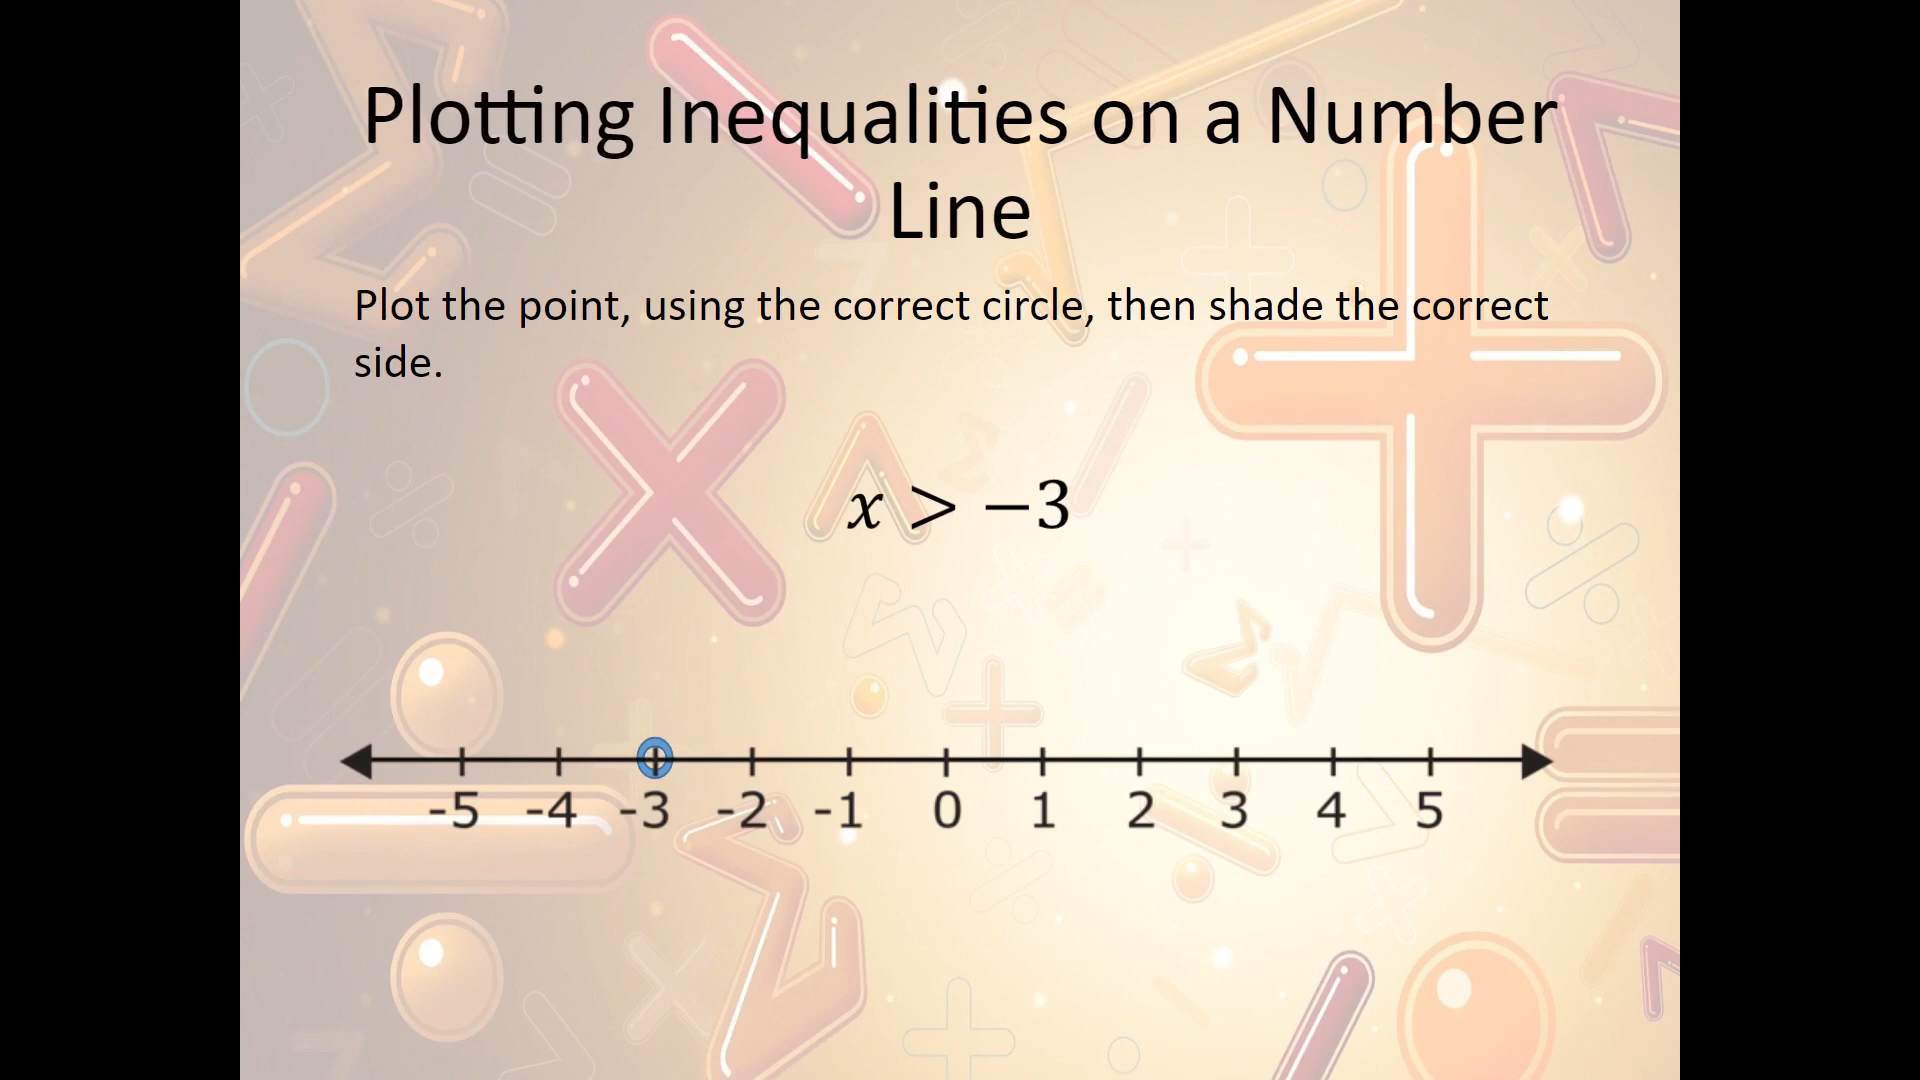 Plotting Inequalities on a Number
Line
Plot the point, using the correct circle, then shade the correct
side.
x > −3
-5 -4 -3 -2 -1 0 1 2 3 4 5